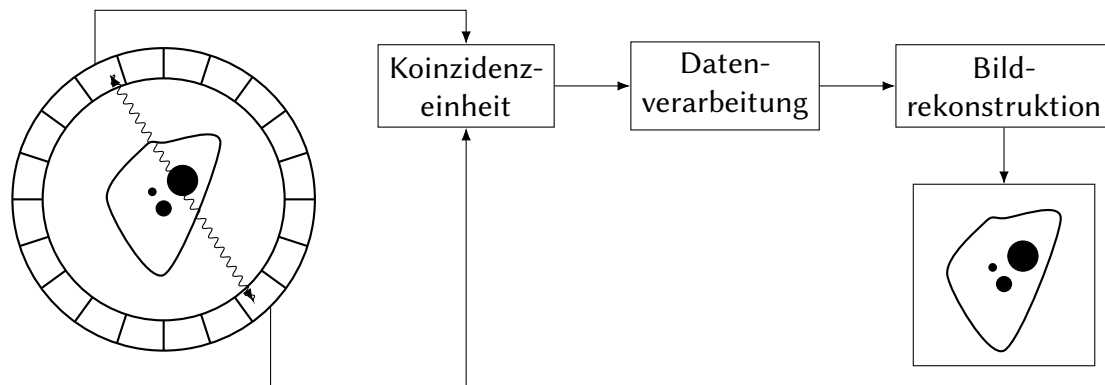 Koinzidenz-
einheit
Daten-
verarbeitung
Bild-
rekonstruktion